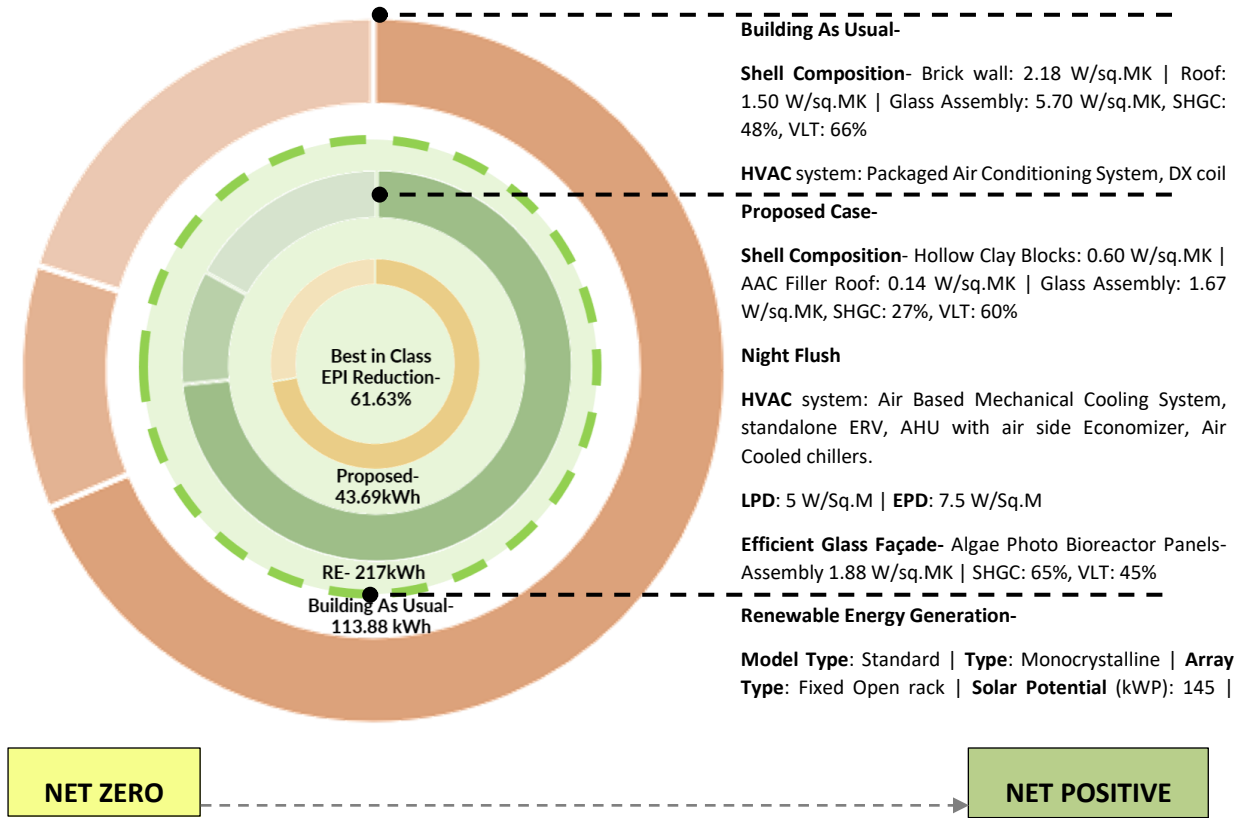 Building As Usual-
Shell Composition- Brick wall: 2.18 W/sq.MK | Roof:
1.50 W/sq.MK | Glass Assembly: 5.70 W/sq.MK, SHGC:
48%, VLT: 66%
HVAC system: Packaged Air Conditioning System, DX coil
Proposed Case-
Shell Composition- Hollow Clay Blocks: 0.60 W/sq.MK |
AAC Filler Roof: 0.14 W/sq.MK | Glass Assembly: 1.67
W/sq.MK, SHGC: 27%, VLT: 60%
Night Flush
HVAC system: Air Based Mechanical Cooling System,
standalone ERV, AHU with air side Economizer, Air
Cooled chillers.
LPD: 5 W/Sq.M | EPD: 7.5 W/Sq.M
Efficient Glass Façade- Algae Photo Bioreactor Panels-
Assembly 1.88 W/sq.MK | SHGC: 65%, VLT: 45%
Renewable Energy Generation-
Model Type: Standard | Type: Monocrystalline | Array
Type: Fixed Open rack | Solar Potential (kWP): 145 |
Best in Class
EPI Reduction-
61.63%
Proposed-
43.69kWh
RE- 217kWh
Building As Usual-
113.88 kWh
NET ZERO
NET POSITIVE